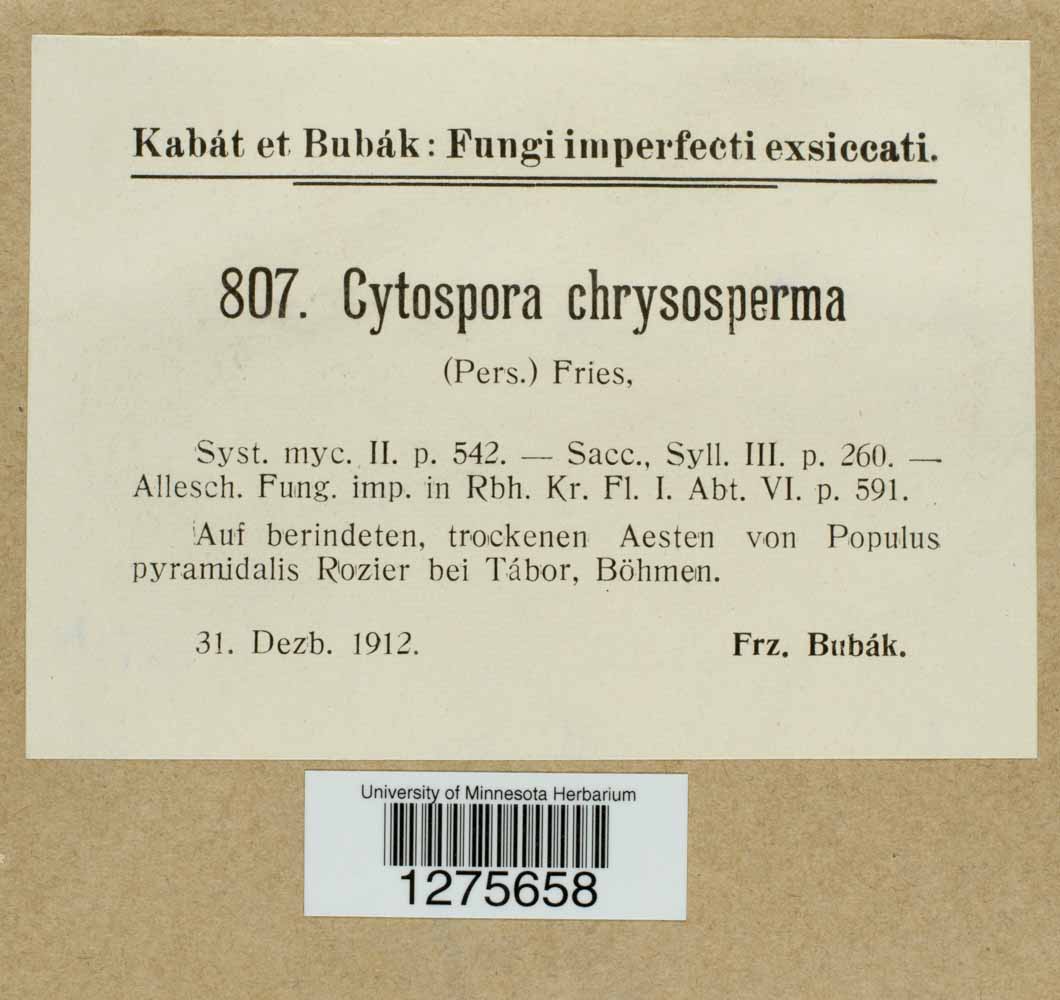 Kabát et Bubák: Fungi imperfecti exsiccati.
807. Cytospora chrysosperma
(Pers.) Fries,
Syst. myc. II. p. 542. — Sacc., Syll. III. p. 260. —
Allesch. Fung. imp. in Rbh. Kr. Fl. I. Abt. VI. p. 591.
Auf berindeten, trockenen Aesten von Populus
pyramidalis Rozier bei Tábor, Böhmen.
31. Dezb. 1912. Frz. Bubák.
University of Minnesota Herbarium
1275658